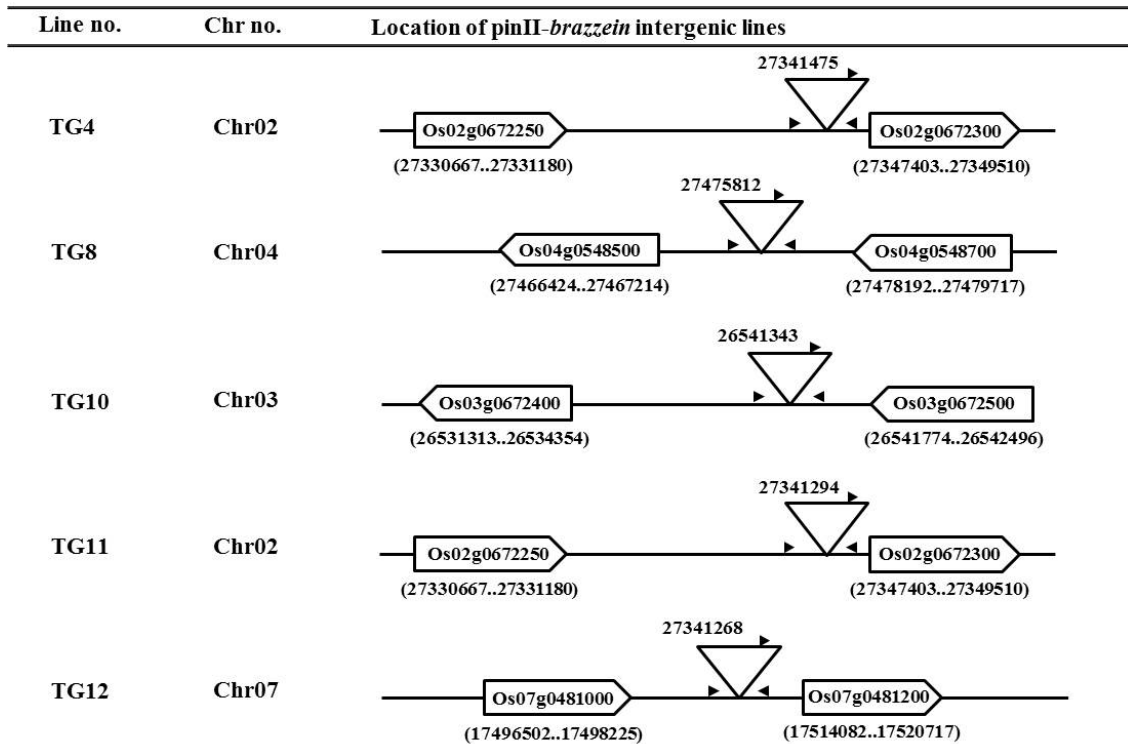 Line no. Chr no. Location of pinII-brazzein intergenic lines
27341475
TG4 Chr02 Os02g0672250 Os02g0672300
(27330667..27331180) (27347403..27349510)
27475812
TG8 Chr04 Os04g0548500 Os04g0548700
(27466424..27467214) (27478192..27479717)
26541343
TG10 Chr03 Os03g0672400 Os03g0672500
(26531313..26534354) (26541774..26542496)
27341294
TG11 Chr02 Os02g0672250 Os02g0672300
(27330667..27331180) (27347403..27349510)
27341268
TG12 Chr07 Os07g0481000 Os07g0481200
(17496502..17498225) (17514082..17520717)